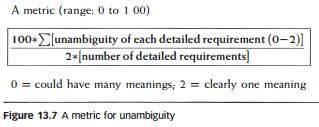 A metric (range: 0 to 1 00)
100*∑[unambiguity of each detailed requirement (0−2)]
2*[number of detailed requirements]
0 = could have many meanings; 2 = clearly one meaning
Figure 13.7 A metric for unambiguity